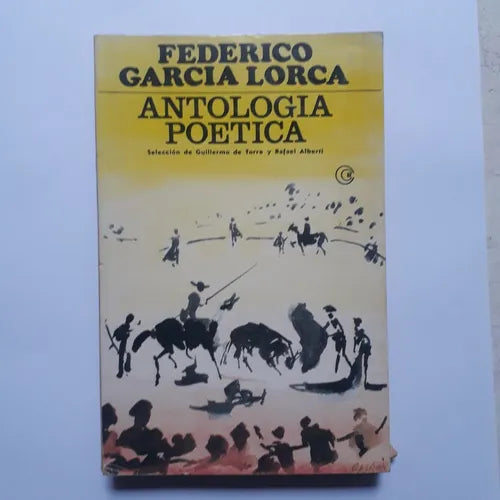 FEDERICO
GARCIA LORCA
ANTOLOGIA
POETICA
Selección de Guillermo de Torre y Rafael Alberti